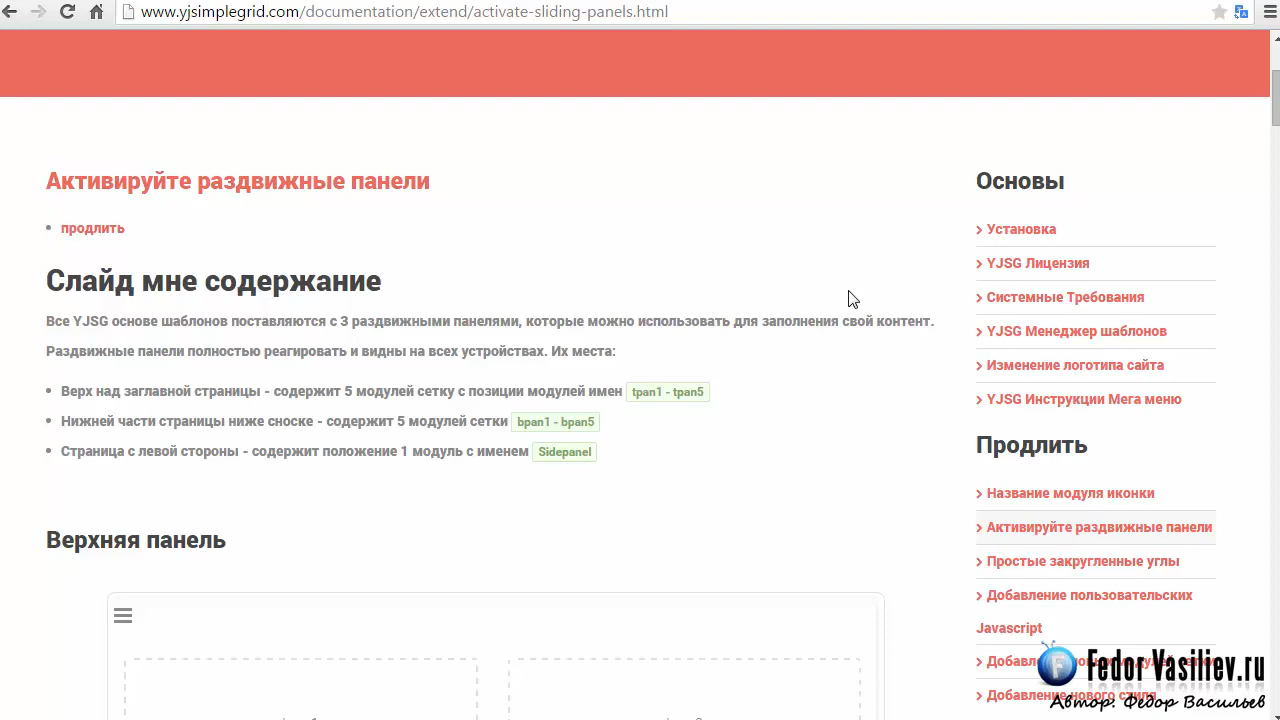 www.yjsimplegrid.com/documentation/extend/activate-sliding-panels.html
Активируйте раздвижные панели
продлить
Слайд мне содержание
Все YJSG основе шаблонов поставляются с 3 раздвижными панелями, которые можно использовать для заполнения свой контент.
Раздвижные панели полностью реагировать и видны на всех устройствах. Их места:
Верх над заглавной страницы - содержит 5 модулей сетку с позиции модулей имен tpan1 - tpan5
Нижней части страницы ниже сноске - содержит 5 модулей сетки bpan1 - bpan5
Страница с левой стороны - содержит положение 1 модуль с именем Sidepanel
Верхняя панель
Основы
Установка
YJSG Лицензия
Системные Требования
YJSG Менеджер шаблонов
Изменение логотипа сайта
YJSG Инструкции Мега меню
Продлить
Название модуля иконки
Активируйте раздвижные панели
Простые закругленные углы
Добавление пользовательских
Javascript
Добавление нового стиля
Fedor Vasiliev.ru
Автор: Федор Васильев